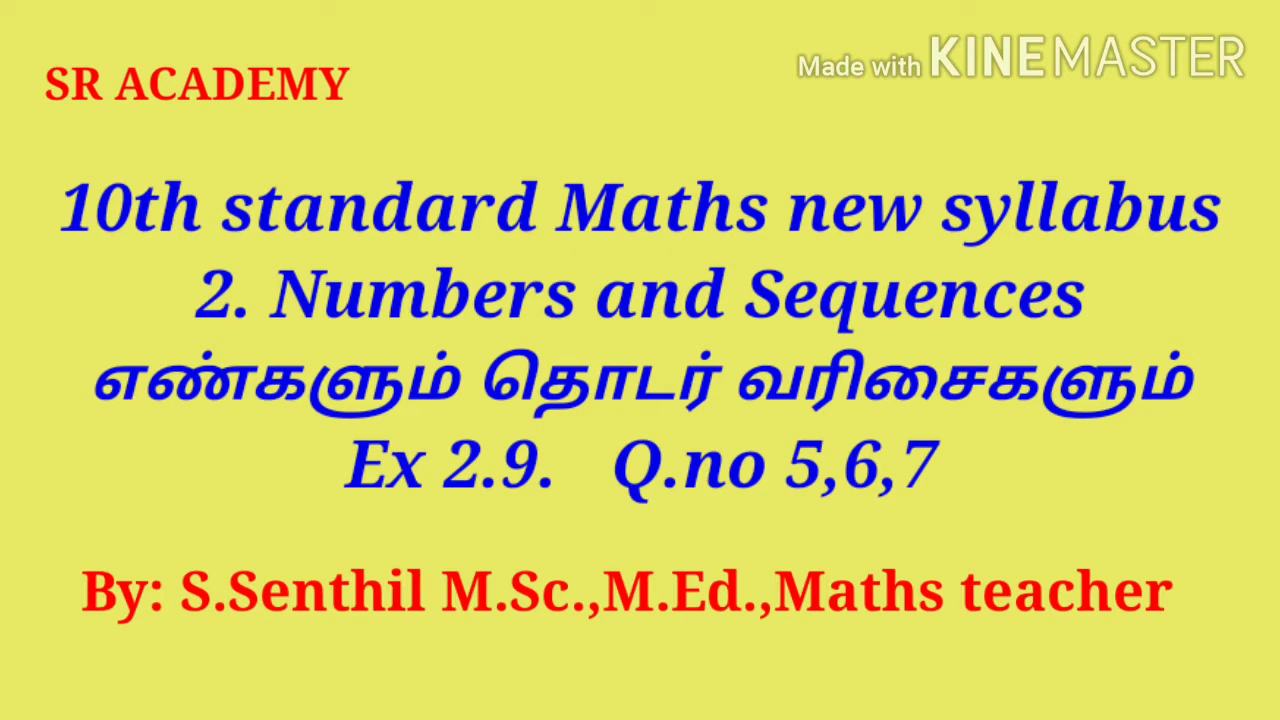 SR ACADEMY
Made with KINEMASTER
10th standard Maths new syllabus
2. Numbers and Sequences
எண்களும் தொடர் வரிசைகளும்
Ex 2.9. Q.no 5,6,7
By: S.Senthil M.Sc.,M.Ed.,Maths teacher